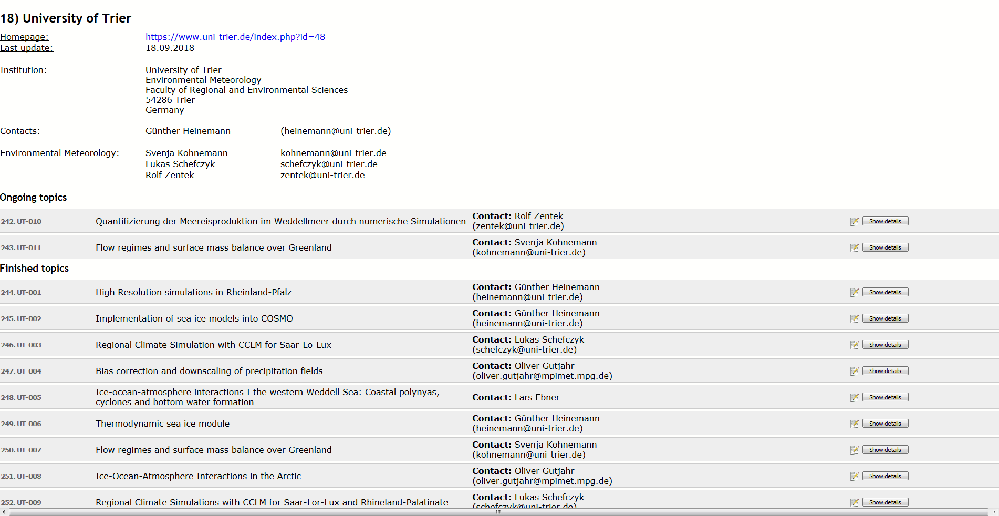 18) University of Trier
Homepage: https://www.uni-trier.de/index.php?id=48
Last update: 18.09.2018
Institution: University of Trier
Environmental Meteorology
Faculty of Regional and Environmental Sciences
54286 Trier
Germany
Contacts: Günther Heinemann (heinemann@uni-trier.de)
Environmental Meteorology: Svenja Kohnemann kohnemann@uni-trier.de
Lukas Schefczyk schefczyk@uni-trier.de
Rolf Zentek zentek@uni-trier.de
Ongoing topics
242. UT-010 Quantifizierung der Meereisproduktion im Weddellmeer durch numerische Simulationen Contact: Rolf Zentek
(zentek@uni-trier.de) Show details
243. UT-011 Flow regimes and surface mass balance over Greenland Contact: Svenja Kohnemann
(kohnemann@uni-trier.de) Show details
Finished topics
244. UT-001 High Resolution simulations in Rheinland-Pfalz Contact: Günther Heinemann
(heinemann@uni-trier.de) Show details
245. UT-002 Implementation of sea ice models into COSMO Contact: Günther Heinemann
(heinemann@uni-trier.de) Show details
246. UT-003 Regional Climate Simulation with CCLM for Saar-Lo-Lux Contact: Lukas Schefczyk
(schefczyk@uni-trier.de) Show details
247. UT-004 Bias correction and downscaling of precipitation fields Contact: Oliver Gutjahr
(oliver.gutjahr@mpimet.mpg.de) Show details
248. UT-005 Ice-ocean-atmosphere interactions I the western Weddell Sea: Coastal polynyas,
cyclones and bottom water formation Contact: Lars Ebner Show details
249. UT-006 Thermodynamic sea ice module Contact: Günther Heinemann
(heinemann@uni-trier.de) Show details
250. UT-007 Flow regimes and surface mass balance over Greenland Contact: Svenja Kohnemann
(kohnemann@uni-trier.de) Show details
251. UT-008 Ice-Ocean-Atmosphere Interactions in the Arctic Contact: Oliver Gutjahr
(oliver.gutjahr@mpimet.mpg.de) Show details
252. UT-009 Regional Climate Simulations with CCLM for Saar-Lor-Lux and Rhineland-Palatinate Contact: Lukas Schefczyk
(schefczyk@uni-trier.de) Show details